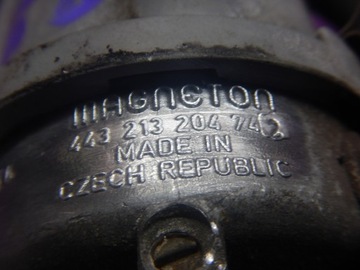 MAGNETON
443 213 204 742
MADE IN
CZECH REPUBLIC